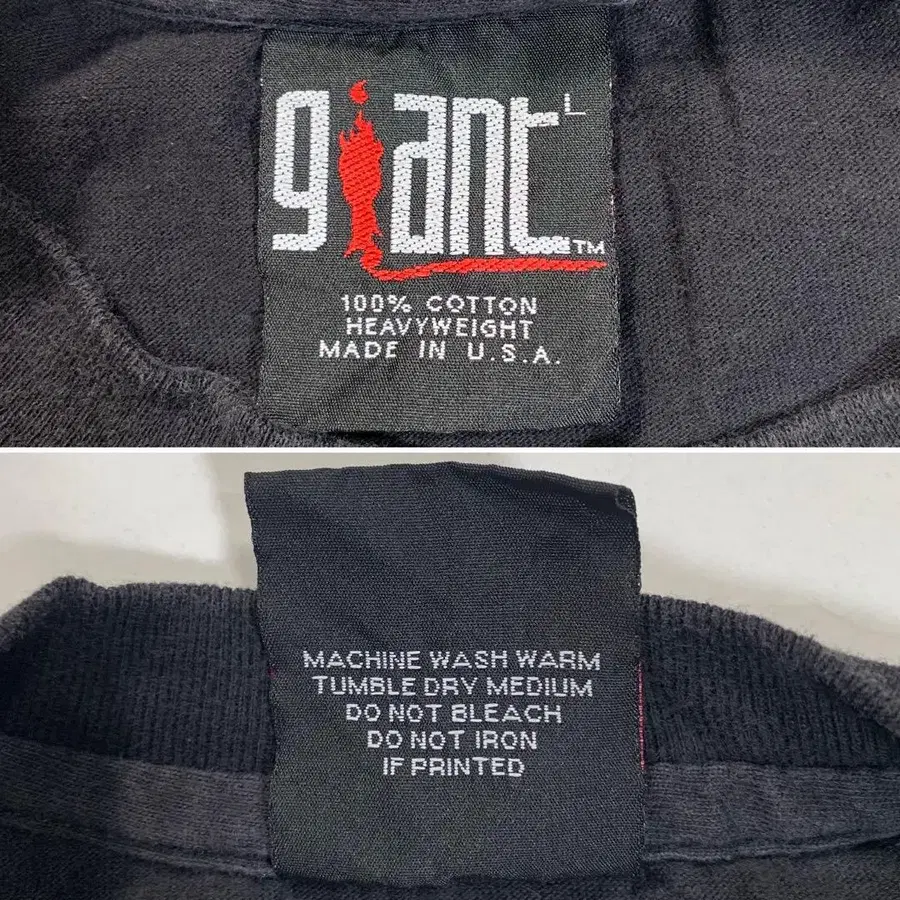 giant L
TM
100% COTTON
HEAVYWEIGHT
MADE IN U.S.A.
MACHINE WASH WARM
TUMBLE DRY MEDIUM
DO NOT BLEACH
DO NOT IRON
IF PRINTED